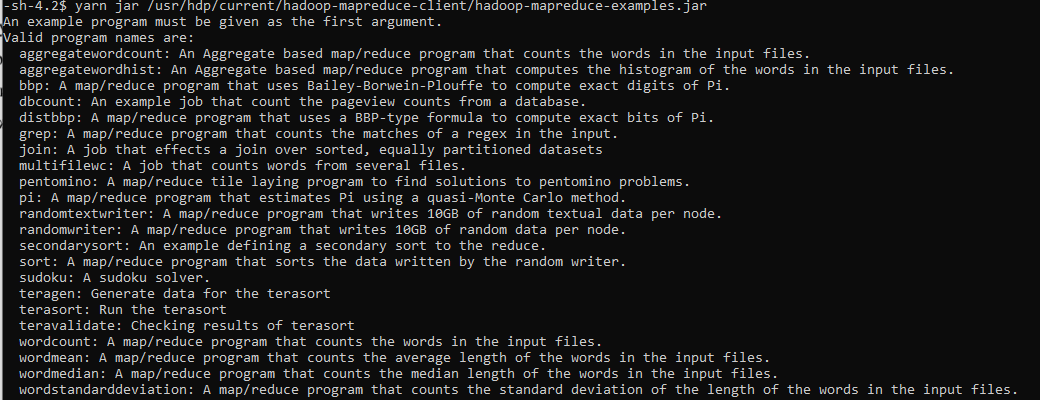 -sh-4.2$ yarn jar /usr/hdp/current/hadoop-mapreduce-client/hadoop-mapreduce-examples.jar
An example program must be given as the first argument.
Valid program names are:
  aggregatewordcount: An Aggregate based map/reduce program that counts the words in the input files.
  aggregatewordhist: An Aggregate based map/reduce program that computes the histogram of the words in the input files.
  bbp: A map/reduce program that uses Bailey-Borwein-Plouffe to compute exact digits of Pi.
  dbcount: An example job that count the pageview counts from a database.
  distbbp: A map/reduce program that uses a BBP-type formula to compute exact bits of Pi.
  grep: A map/reduce program that counts the matches of a regex in the input.
  join: A job that effects a join over sorted, equally partitioned datasets
  multifilewc: A job that counts words from several files.
  pentomino: A map/reduce tile laying program to find solutions to pentomino problems.
  pi: A map/reduce program that estimates Pi using a quasi-Monte Carlo method.
  randomtextwriter: A map/reduce program that writes 10GB of random textual data per node.
  randomwriter: A map/reduce program that writes 10GB of random data per node.
  secondarysort: An example defining a secondary sort to the reduce.
  sort: A map/reduce program that sorts the data written by the random writer.
  sudoku: A sudoku solver.
  teragen: Generate data for the terasort
  terasort: Run the terasort
  teravalidate: Checking results of terasort
  wordcount: A map/reduce program that counts the words in the input files.
  wordmean: A map/reduce program that counts the average length of the words in the input files.
  wordmedian: A map/reduce program that counts the median length of the words in the input files.
  wordstandarddeviation: A map/reduce program that counts the standard deviation of the length of the words in the input files.